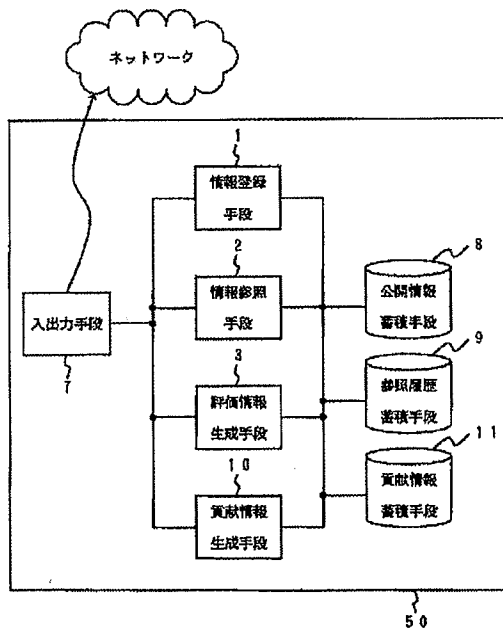 ネットワーク
1
情報登録
手段
2
情報参照
手段
3
評価情報
生成手段
10
貢献情報
生成手段
入出力手段
7
8
公開情報
蓄積手段
9
参照履歴
蓄積手段
11
貢献情報
蓄積手段
50